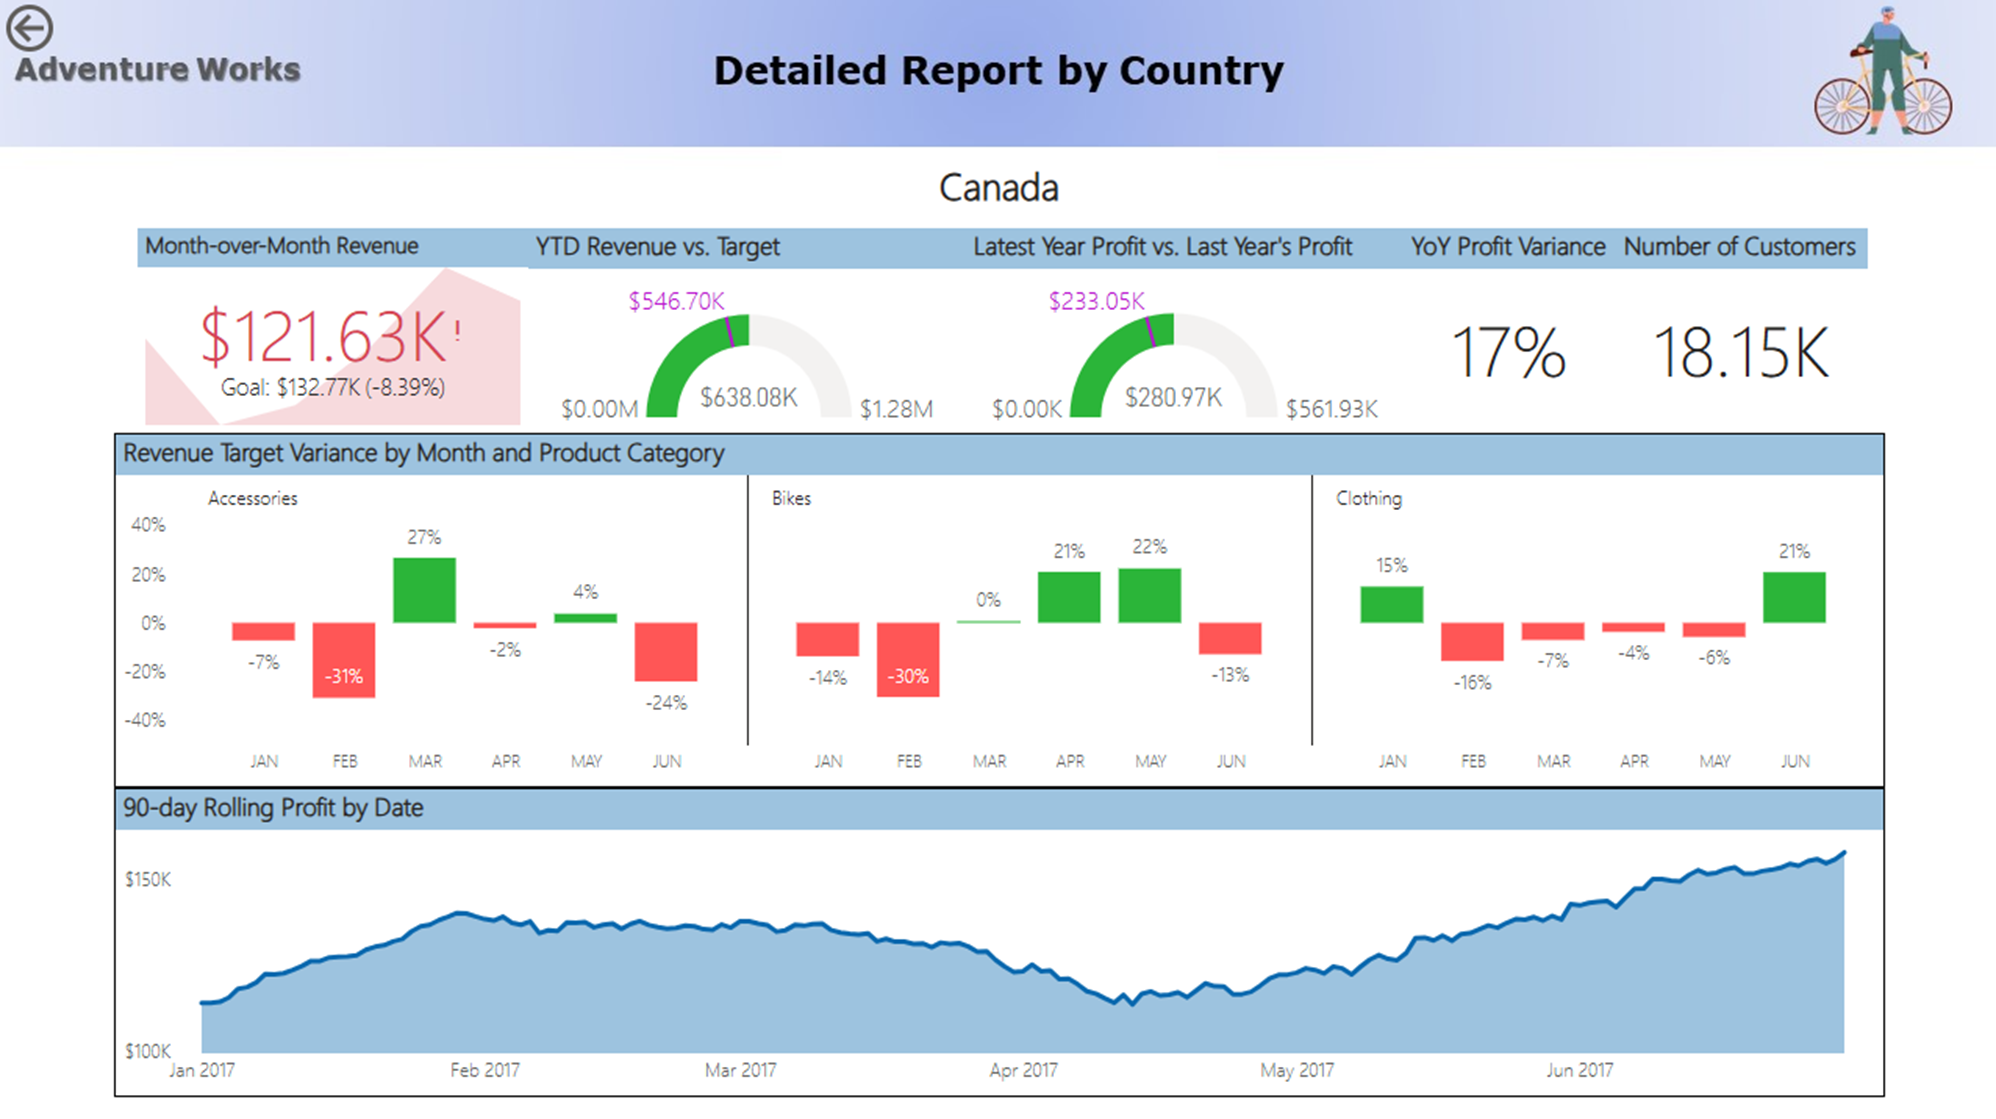 Adventure Works
Detailed Report by Country
Canada
Month-over-Month Revenue
YTD Revenue vs. Target
Latest Year Profit vs. Last Year's Profit
YoY Profit Variance
Number of Customers
$121.63K!
Goal: $132.77K (-8.39%)
$546.70K
$638.08K
$0.00M
$1.28M
$233.05K
$280.97K
$0.00K
$561.93K
17%
18.15K
Revenue Target Variance by Month and Product Category
Accessories
Bikes
Clothing
40%
20%
0%
-20%
-40%
-7%
-31%
27%
-2%
4%
-24%
-14%
-30%
0%
21%
22%
-13%
15%
-16%
-7%
-4%
-6%
21%
JAN FEB MAR APR MAY JUN
JAN FEB MAR APR MAY JUN
JAN FEB MAR APR MAY JUN
90-day Rolling Profit by Date
$150K
$100K
Jan 2017 Feb 2017 Mar 2017 Apr 2017 May 2017 Jun 2017